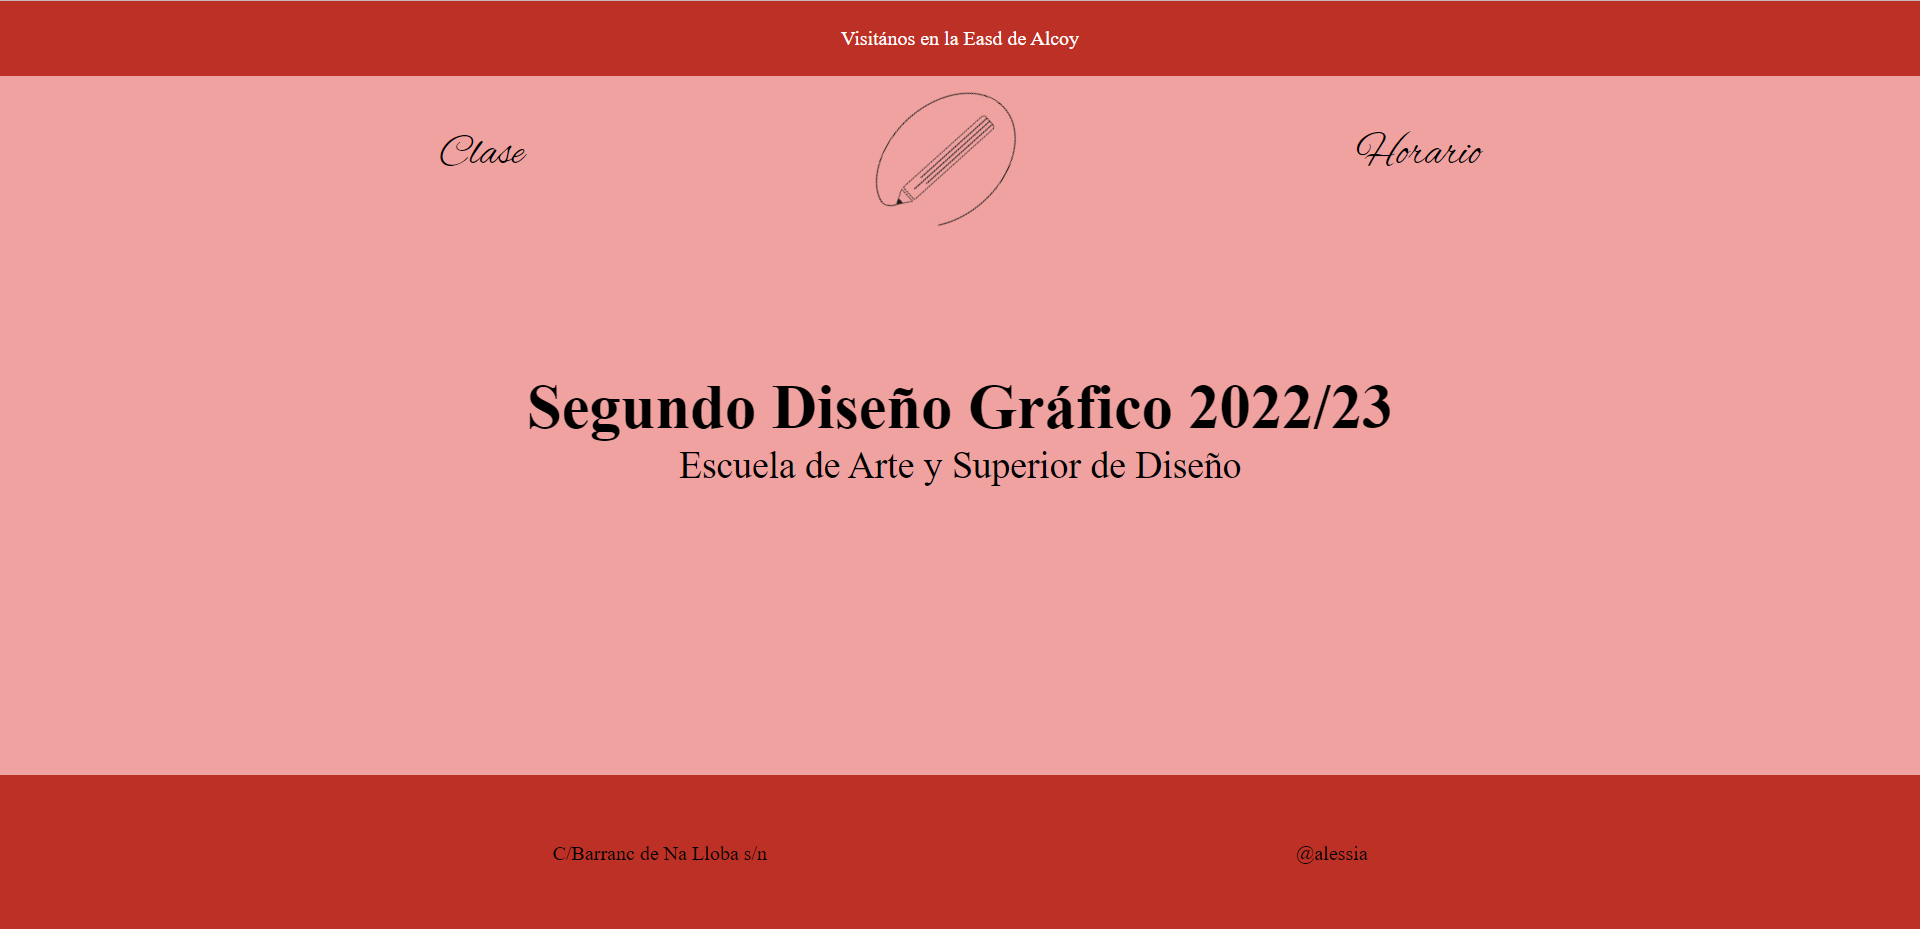 Visitános en la Easd de Alcoy
Clase
Horario
Segundo Diseño Gráfico 2022/23
Escuela de Arte y Superior de Diseño
C/Barranc de Na Lloba s/n
@alessia